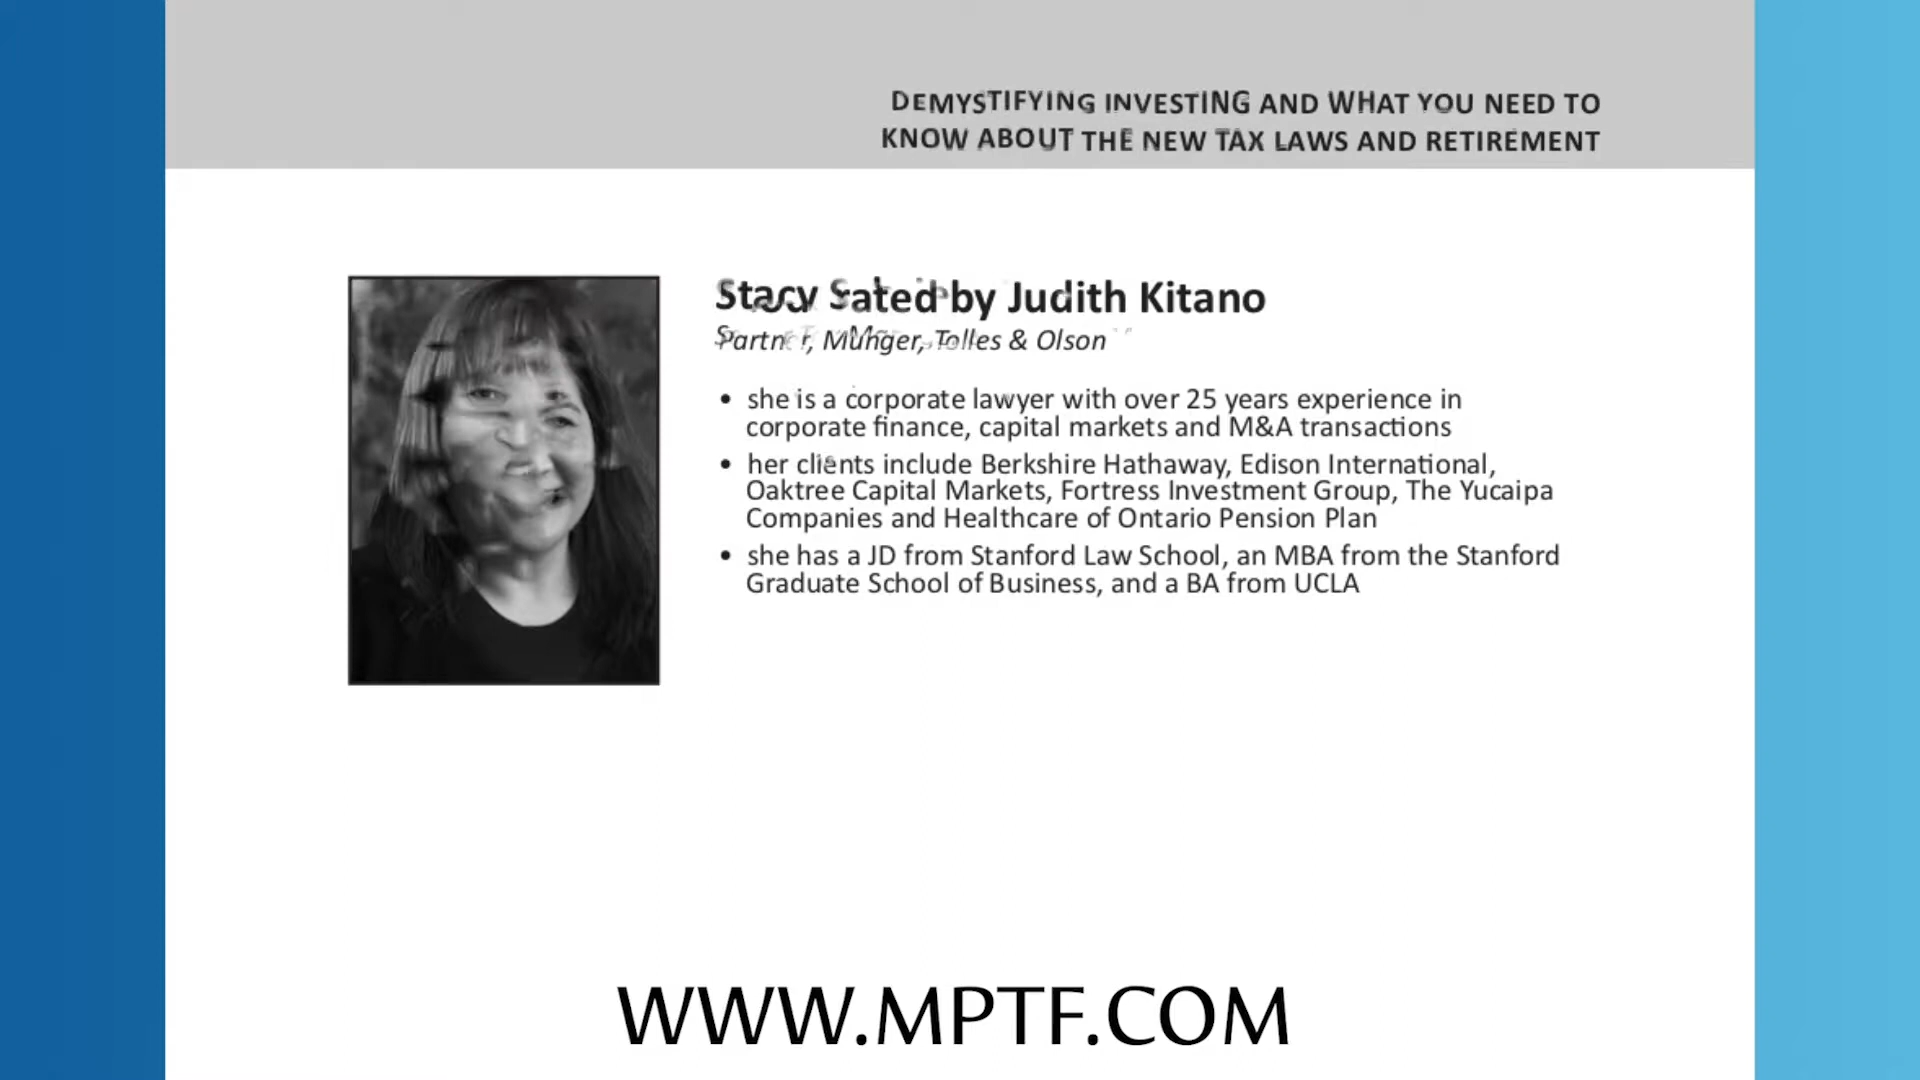 DEMYSTIFYING INVESTING AND WHAT YOU NEED TO
KNOW ABOUT THE NEW TAX LAWS AND RETIREMENT
by Judith Kitano
Partner, Munger, Tolles & Olson
• she is a corporate lawyer with over 25 years experience in
corporate finance, capital markets and M&A transactions
• her clients include Berkshire Hathaway, Edison International,
Oaktree Capital Markets, Fortress Investment Group, The Yucaipa
Companies and Healthcare of Ontario Pension Plan
• she has a JD from Stanford Law School, an MBA from the Stanford
Graduate School of Business, and a BA from UCLA
WWW.MPTF.COM